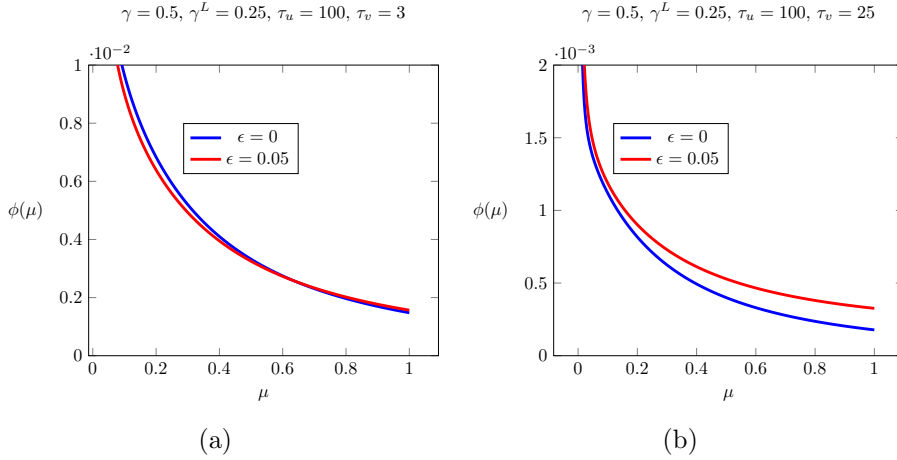 γ = 0.5, γ^L = 0.25, τ_u = 100, τ_v = 3
·10^−2
1
0.8
0.6
0.4
0.2
0
0 0.2 0.4 0.6 0.8 1
ϕ(μ)
μ
ϵ = 0
ϵ = 0.05
(a)
γ = 0.5, γ^L = 0.25, τ_u = 100, τ_v = 25
·10^−3
2
1.5
1
0.5
0
0 0.2 0.4 0.6 0.8 1
ϕ(μ)
μ
ϵ = 0
ϵ = 0.05
(b)